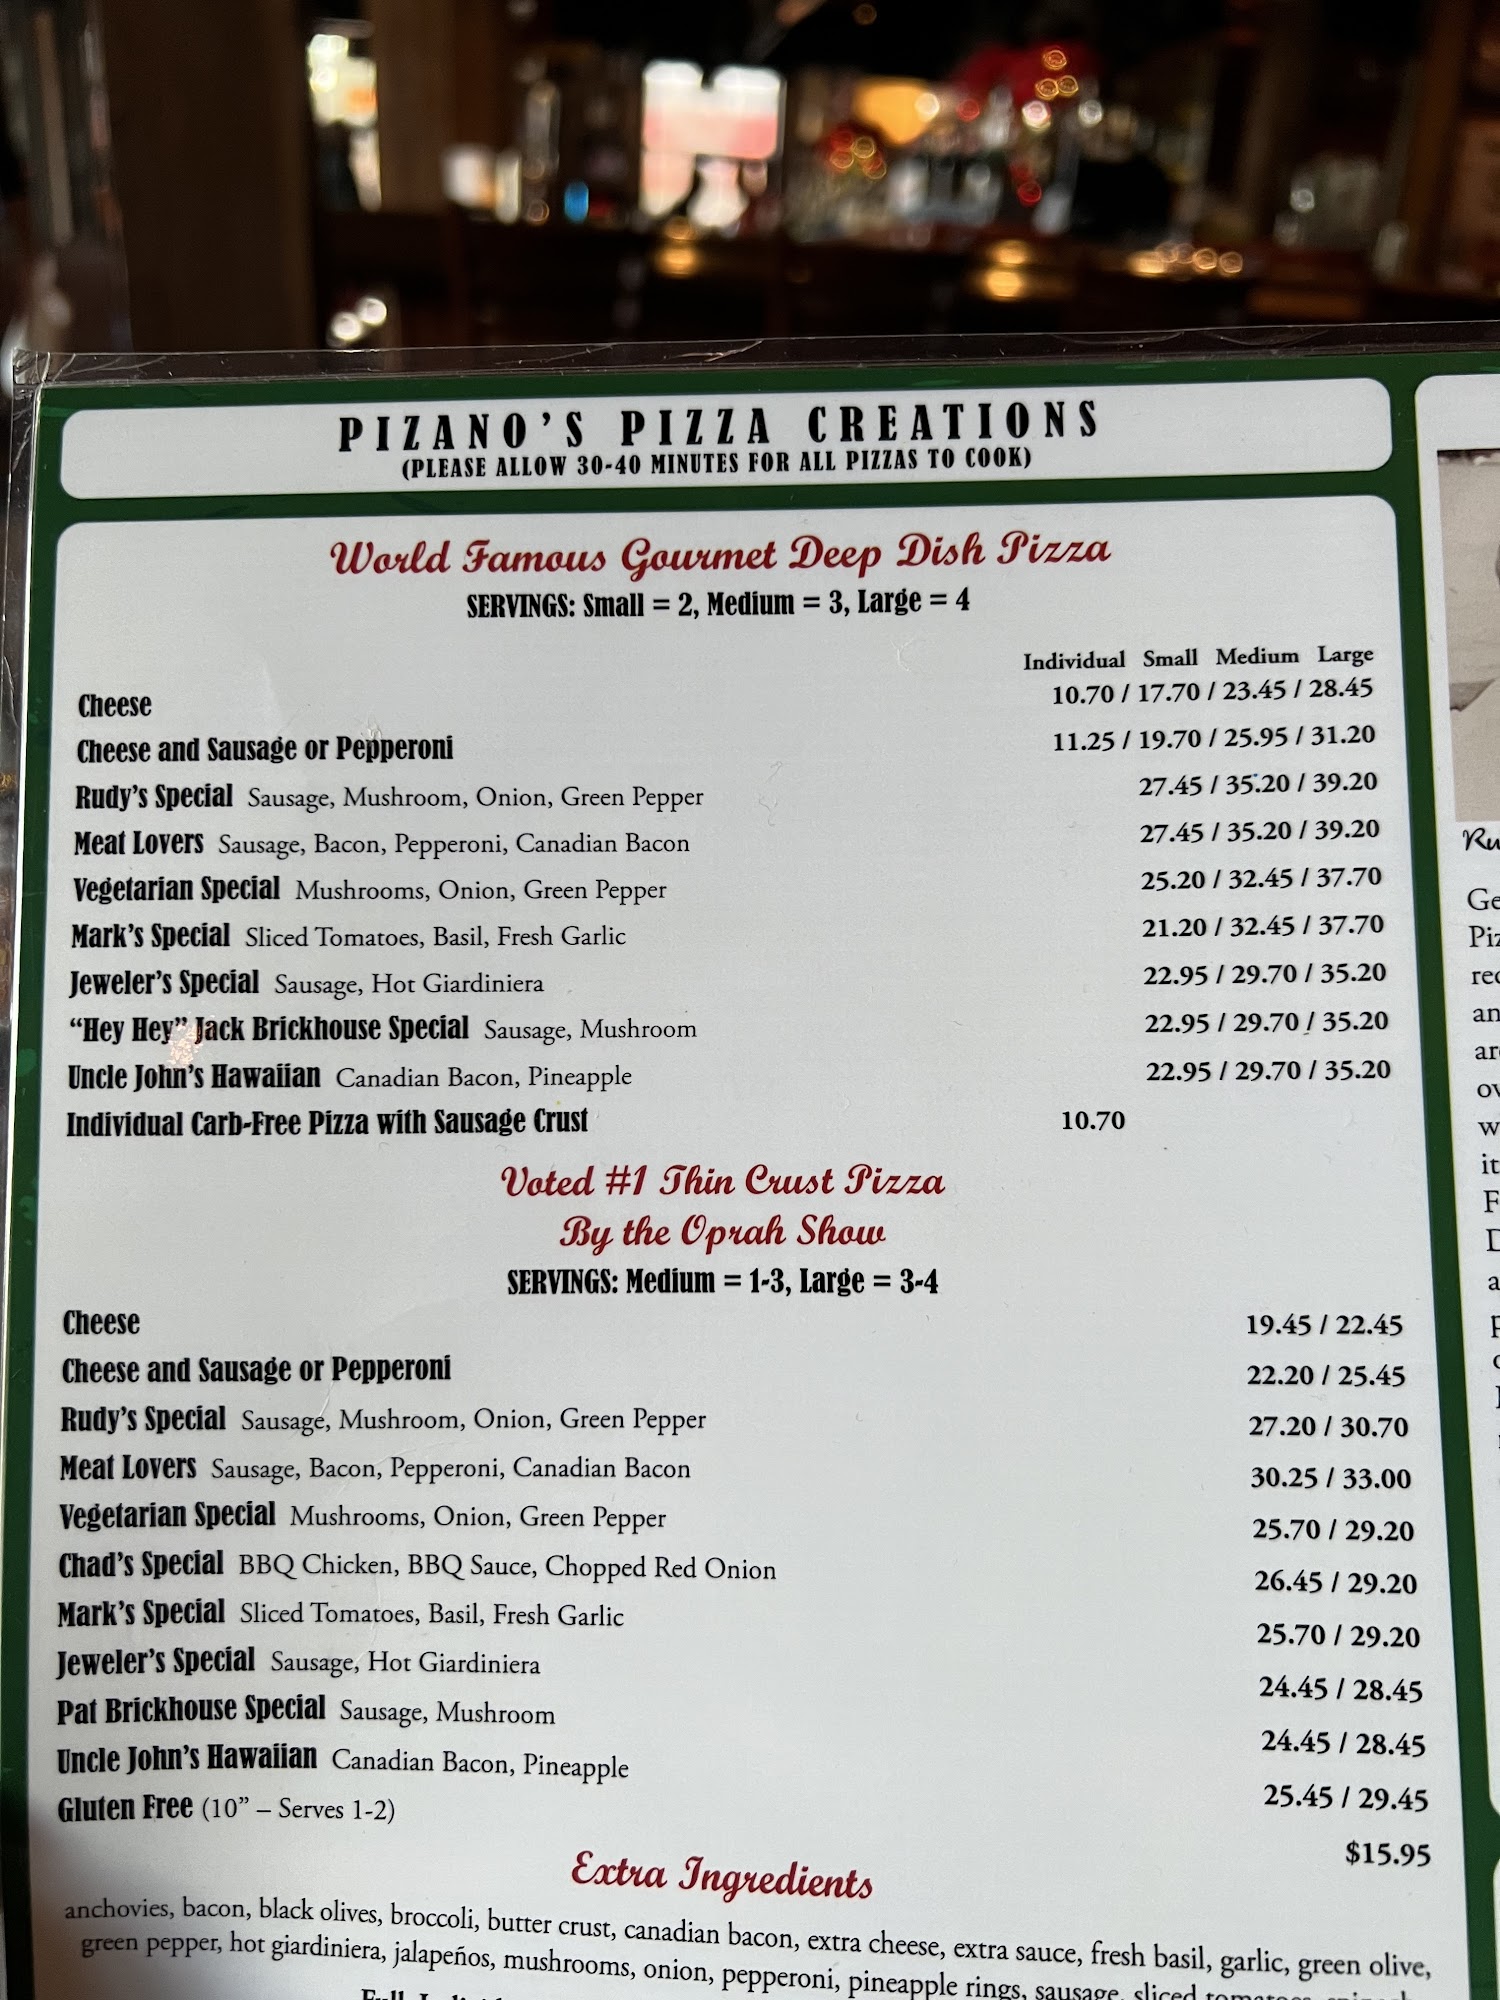 PIZANO'S PIZZA CREATIONS
(PLEASE ALLOW 30-40 MINUTES FOR ALL PIZZAS TO COOK)
World Famous Gourmet Deep Dish Pizza
SERVINGS: Small = 2, Medium = 3, Large = 4
Individual Small Medium Large
Cheese 10.70 / 17.70 / 23.45 / 28.45
Cheese and Sausage or Pepperoni 11.25 / 19.70 / 25.95 / 31.20
Rudy's Special Sausage, Mushroom, Onion, Green Pepper 27.45 / 35.20 / 39.20
Meat Lovers Sausage, Bacon, Pepperoni, Canadian Bacon 27.45 / 35.20 / 39.20
Vegetarian Special Mushrooms, Onion, Green Pepper 25.20 / 32.45 / 37.70
Mark's Special Sliced Tomatoes, Basil, Fresh Garlic 21.20 / 32.45 / 37.70
Jeweler's Special Sausage, Hot Giardiniera 22.95 / 29.70 / 35.20
"Hey Hey" Jack Brickhouse Special Sausage, Mushroom 22.95 / 29.70 / 35.20
Uncle John's Hawaiian Canadian Bacon, Pineapple 22.95 / 29.70 / 35.20
Individual Carb-Free Pizza with Sausage Crust 10.70
Voted #1 Thin Crust Pizza
By the Oprah Show
SERVINGS: Medium = 1-3, Large = 3-4
Cheese 19.45 / 22.45
Cheese and Sausage or Pepperoni 22.20 / 25.45
Rudy's Special Sausage, Mushroom, Onion, Green Pepper 27.20 / 30.70
Meat Lovers Sausage, Bacon, Pepperoni, Canadian Bacon 30.25 / 33.00
Vegetarian Special Mushrooms, Onion, Green Pepper 25.70 / 29.20
Chad's Special BBQ Chicken, BBQ Sauce, Chopped Red Onion 26.45 / 29.20
Mark's Special Sliced Tomatoes, Basil, Fresh Garlic 25.70 / 29.20
Jeweler's Special Sausage, Hot Giardiniera 24.45 / 28.45
Pat Brickhouse Special Sausage, Mushroom 24.45 / 28.45
Uncle John's Hawaiian Canadian Bacon, Pineapple 25.45 / 29.45
Gluten Free (10" – Serves 1-2) $15.95
Extra Ingredients
anchovies, bacon, black olives, broccoli, butter crust, canadian bacon, extra cheese, extra sauce, fresh basil, garlic, green olive,
green pepper, hot giardiniera, jalapeños, mushrooms, onion, pepperoni, pineapple rings, sausage, sliced